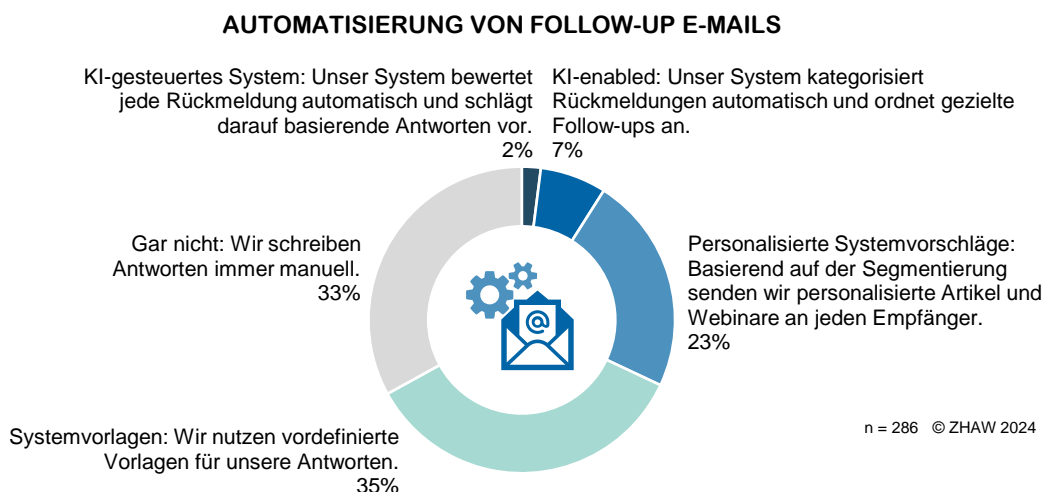 AUTOMATISIERUNG VON FOLLOW-UP E-MAILS
KI-gesteuertes System: Unser System bewertet
jede Rückmeldung automatisch und schlägt
darauf basierende Antworten vor.
2%
KI-enabled: Unser System kategorisiert
Rückmeldungen automatisch und ordnet gezielte
Follow-ups an.
7%
Gar nicht: Wir schreiben
Antworten immer manuell.
33%
@
Personalisierte Systemvorschläge:
Basierend auf der Segmentierung
senden wir personalisierte Artikel und
Webinare an jeden Empfänger.
23%
Systemvorlagen: Wir nutzen vordefinierte
Vorlagen für unsere Antworten.
35%
n = 286 © ZHAW 2024